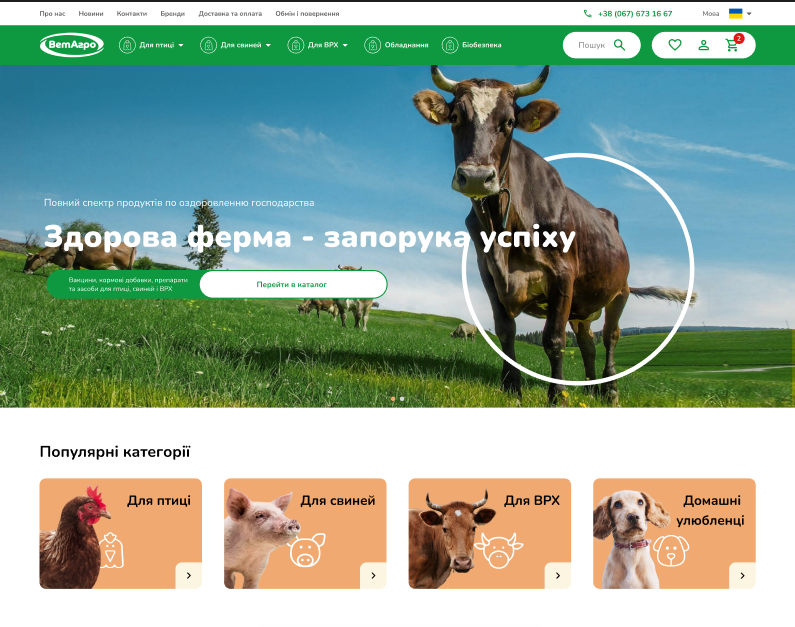 Про нас Новини Контакти Бренди Доставка та оплата Обмін і повернення +38 (067) 673 16 67 Мова
ВетАгро Для птиці Для свиней Для ВРХ Обладнання Біобезпека Пошук 2
Повний спектр продуктів по оздоровленню господарства
Здорова ферма - запорука успіху
Вакцини, кормові добавки, препарати
та засоби для птиці, свиней і ВРХ
Перейти в каталог
Популярні категорії
Для птиці
Для свиней
Для ВРХ
Домашні
улюбленці